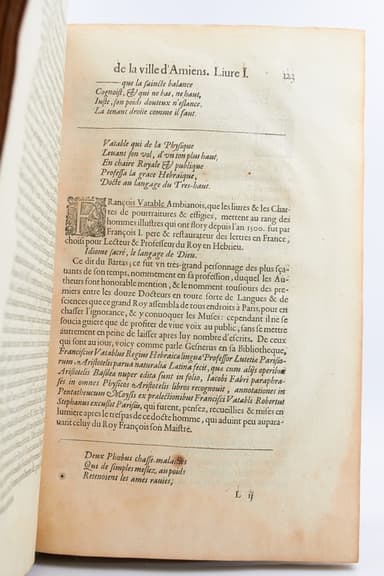 de la ville d'Amiens. Liure I. 123
que la saincte balance
Cognoist, & qui ne bas, ne haut,
Iuste, son poids douteux n'eslance,
La tenant droite comme il faut.
Vatable qui de la Physique
Leuant son vol, d'vn ton plus haut,
En chaire Royale & publique
Professa la grace Hebraïque,
Docte au langage du Tres-haut.
FRançois Vatable Ambianois, que les liures & les Char-
tes de pourtraitures & effigies, mettent au rang des
hommes illustres qui ont flory depuis l'an 1500. fut par
François I. pere & restaurateur des lettres en France,
choisi pour Lecteur & Professeur du Roy en Hebrieu.
Idiome sacré, le langage de Dieu.
Ce dit du Bartas; ce fut vn tres-grand personnage des plus sça-
uants de son temps, nommement en sa profession, duquel les Au-
theurs font honorable mention, & le nomment tousiours des pre-
miers entre les douze Docteurs en toute sorte de Langues & de
sciences que ce grand Roy assembla de tous endroits à Paris, pour en
chasser l'ignorance, & y conuoquer les Muses: cependant il ne se
soucia guiere que de profiter de viue voix au public, sans se mettre
autrement en peine de laisser apres luy nombre d'escrits. De ceux
qui sont au iour, voicy comme parle Gesnerus en sa Bibliotheque,
Franciscus Vatablus Regius Hebraicæ linguæ Professor Lutetiæ Parisio-
rum, Aristotelis parua naturalia Latina fecit, quæ cum alijs operibus
Aristotelis Basileæ nuper edita sunt in folio, Iacobi Fabri paraphra-
ses in omnes Physicos Aristotelis libros recognouit, annotationes in
Pentatheucum Moysis ex prælectionibus Francisci Vatabli Robertus
Stephanus excusit Parisiis, qui furent, pensez, recueillies & mises en
lumiere apres le trespas de ce docte homme, qui aduint peu aupara-
uant celuy du Roy François son Maistre.
Deux Phœbus chasse-maladies
Que de simples meslez, au poids
Retenoient les ames rauies,
L ij